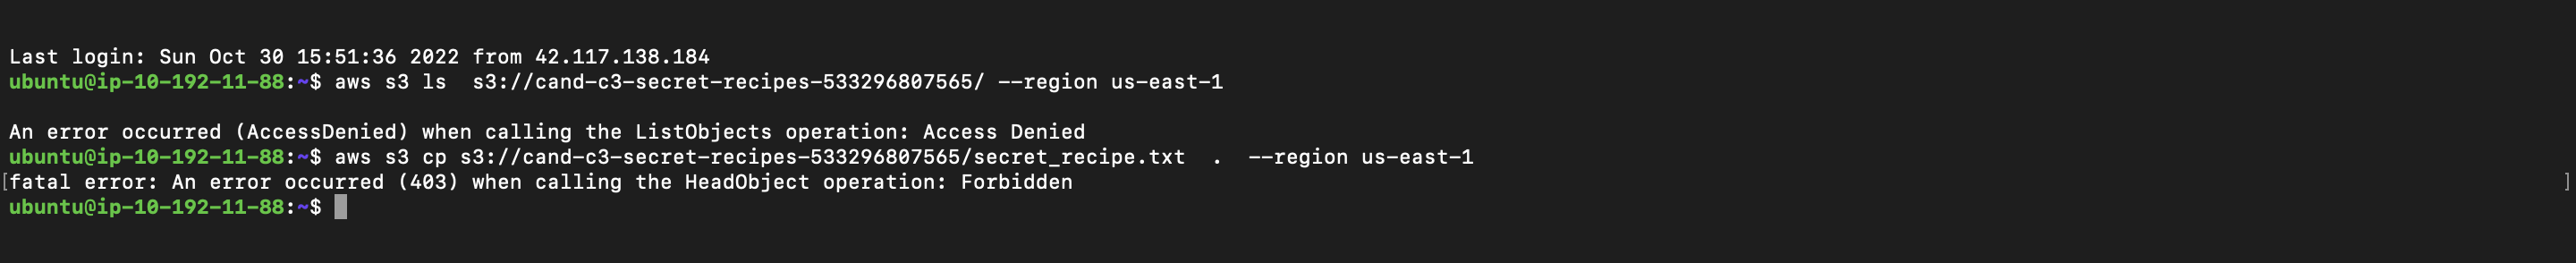 Last login: Sun Oct 30 15:51:36 2022 from 42.117.138.184
ubuntu@ip-10-192-11-88:~$ aws s3 ls  s3://cand-c3-secret-recipes-533296807565/ --region us-east-1
An error occurred (AccessDenied) when calling the ListObjects operation: Access Denied
ubuntu@ip-10-192-11-88:~$ aws s3 cp s3://cand-c3-secret-recipes-533296807565/secret_recipe.txt  .  --region us-east-1
[fatal error: An error occurred (403) when calling the HeadObject operation: Forbidden ]
ubuntu@ip-10-192-11-88:~$